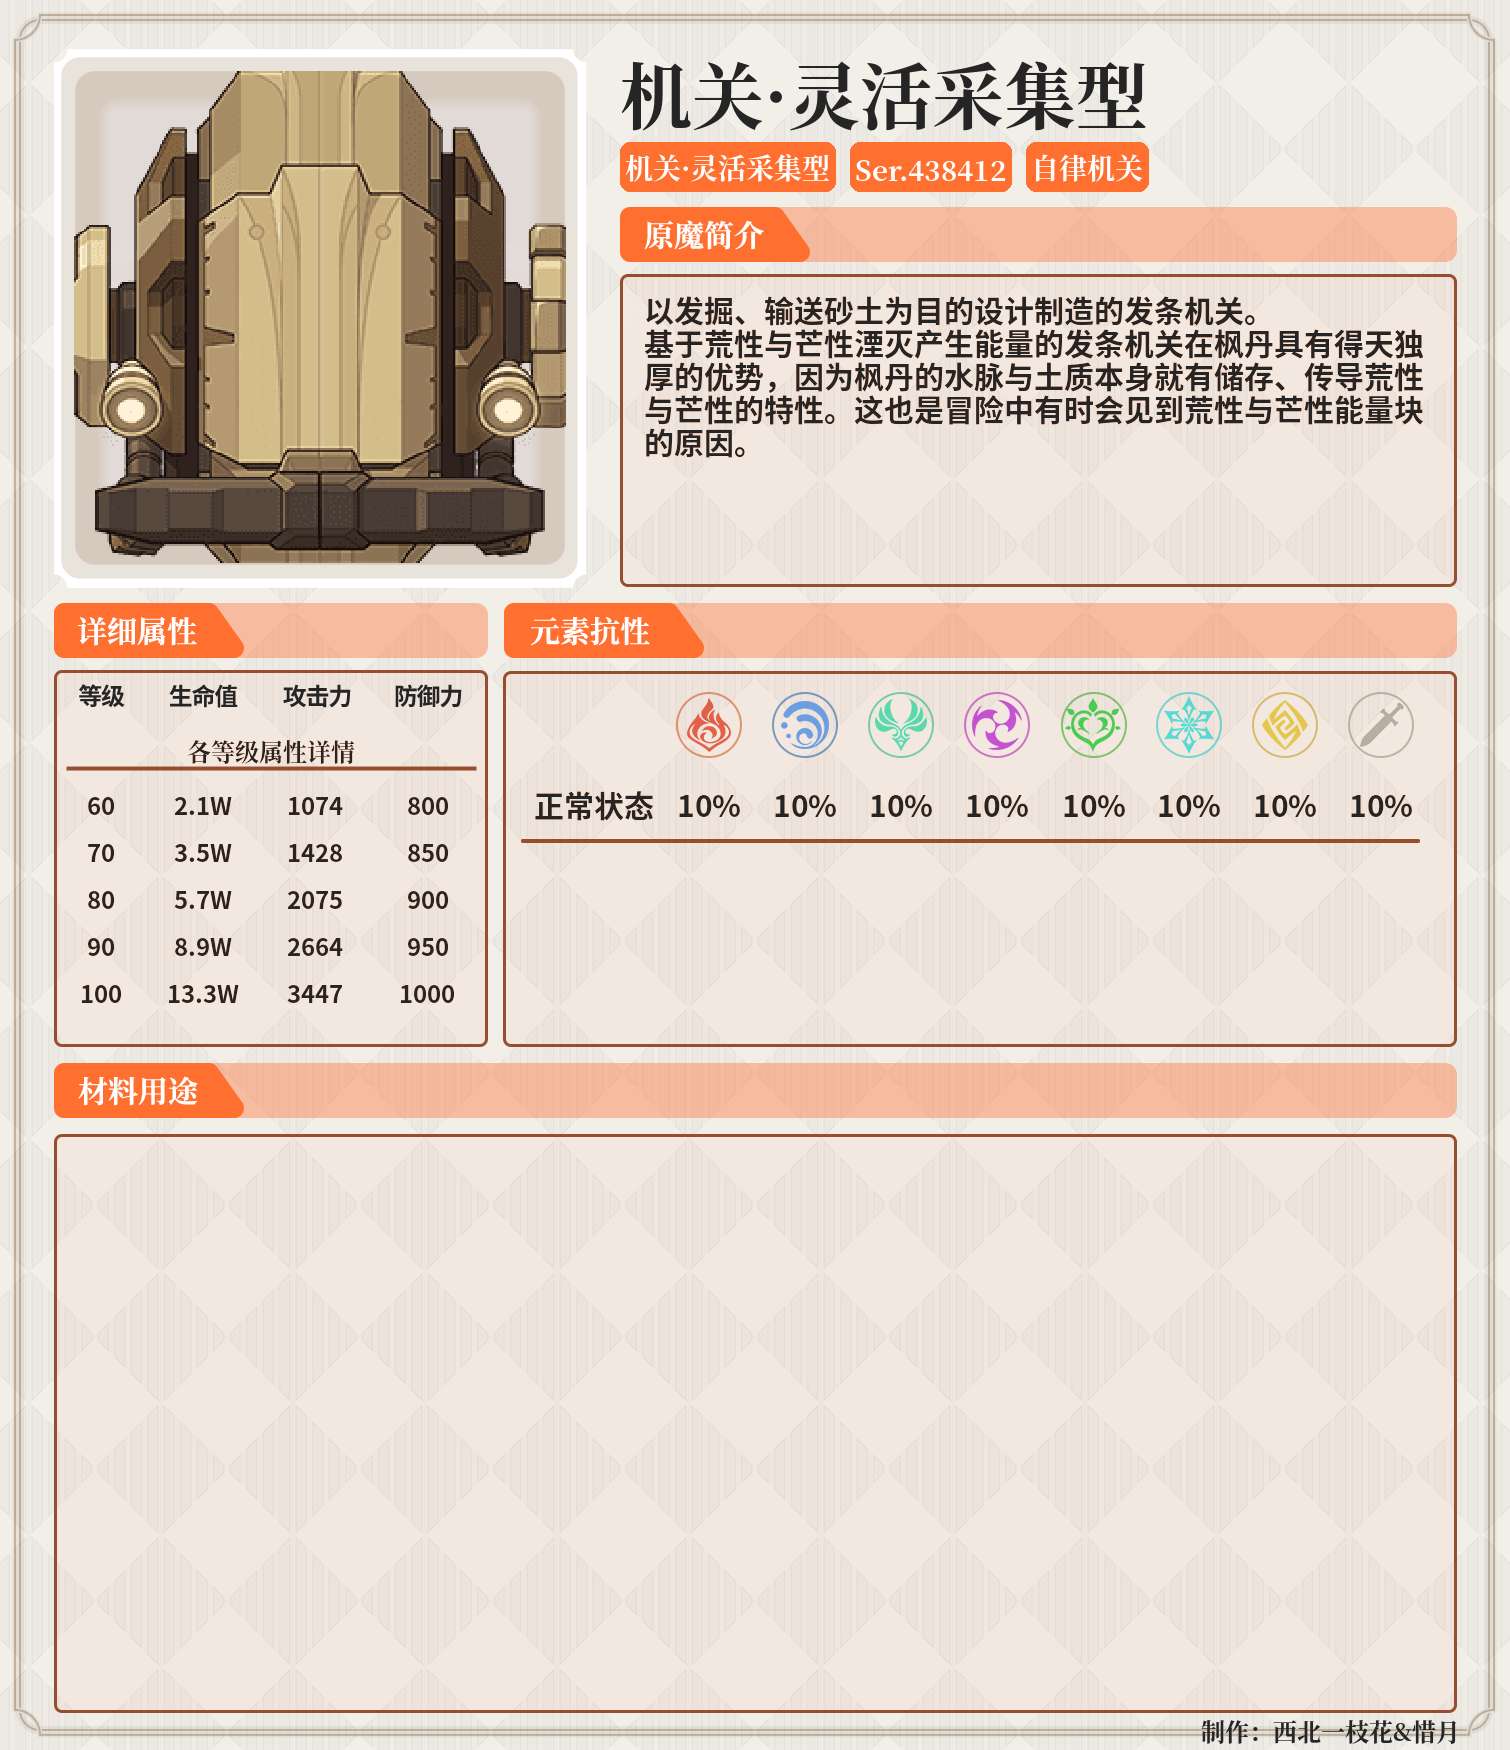 机关·灵活采集型
机关·灵活采集型 Ser.438412 自律机关
原魔简介
以发掘、输送砂土为目的设计制造的发条机关。
基于荒性与芒性湮灭产生能量的发条机关在枫丹具有得天独
厚的优势，因为枫丹的水脉与土质本身就有储存、传导荒性
与芒性的特性。这也是冒险中有时会见到荒性与芒性能量块
的原因。
详细属性
等级 生命值 攻击力 防御力
各等级属性详情
60 2.1W 1074 800
70 3.5W 1428 850
80 5.7W 2075 900
90 8.9W 2664 950
100 13.3W 3447 1000
元素抗性
正常状态 10% 10% 10% 10% 10% 10% 10% 10%
材料用途
制作：西北一枝花&惜月